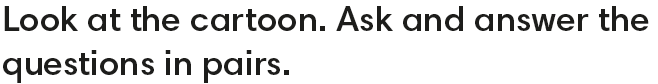 Look at the cartoon. Ask and answer the
questions in pairs.